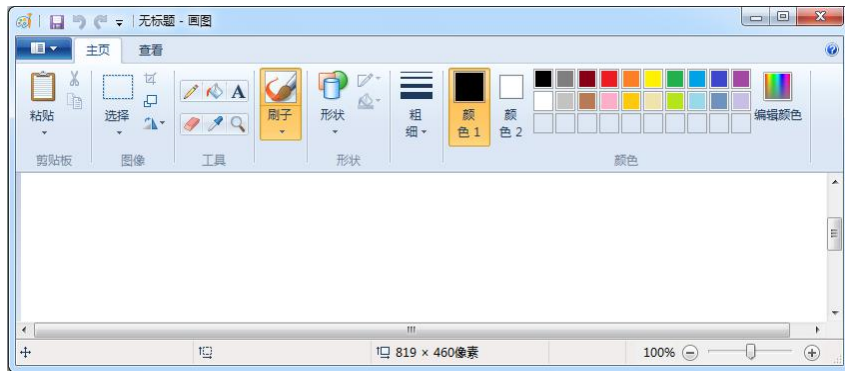 无标题 - 画图
主页 查看
粘贴 选择 A 刷子 形状 粗细 颜色 1 颜色 2 编辑颜色
剪贴板 图像 工具 形状 颜色
819 × 460像素 100%